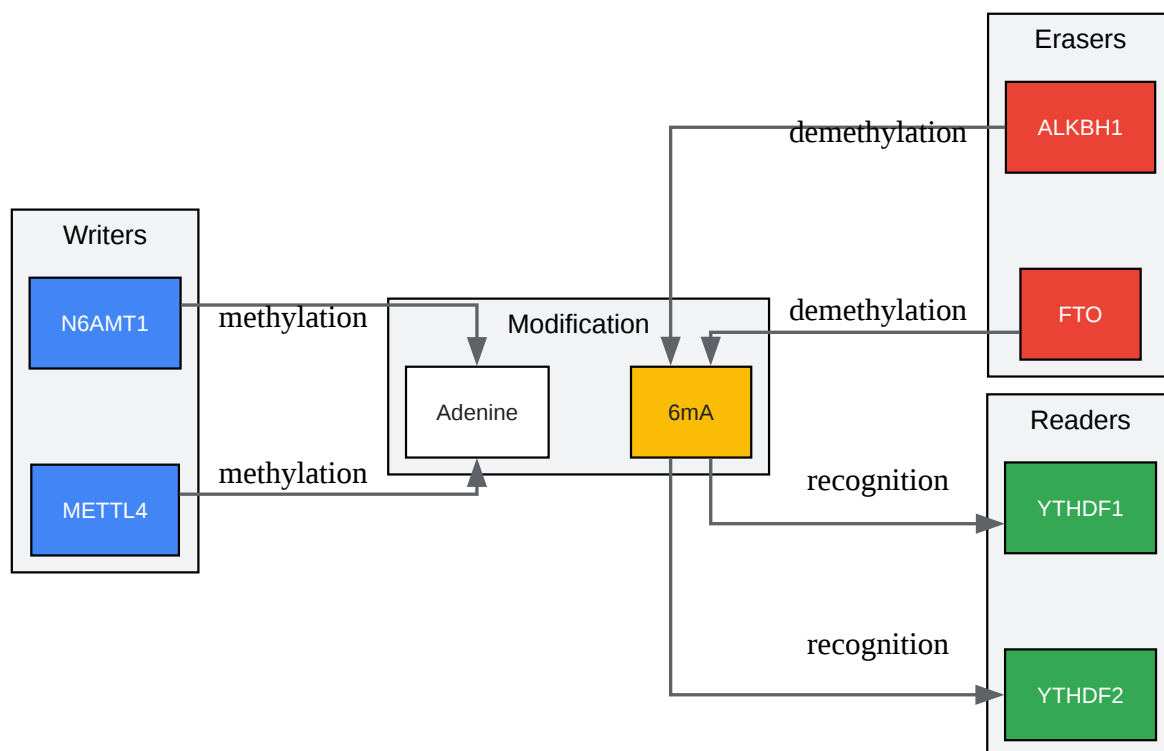 Erasers
ALKBH1
demethylation
Writers
N6AMT1
methylation
Modification
demethylation
FTO
Adenine
6mA
Readers
METTL4
methylation
recognition
YTHDF1
recognition
YTHDF2